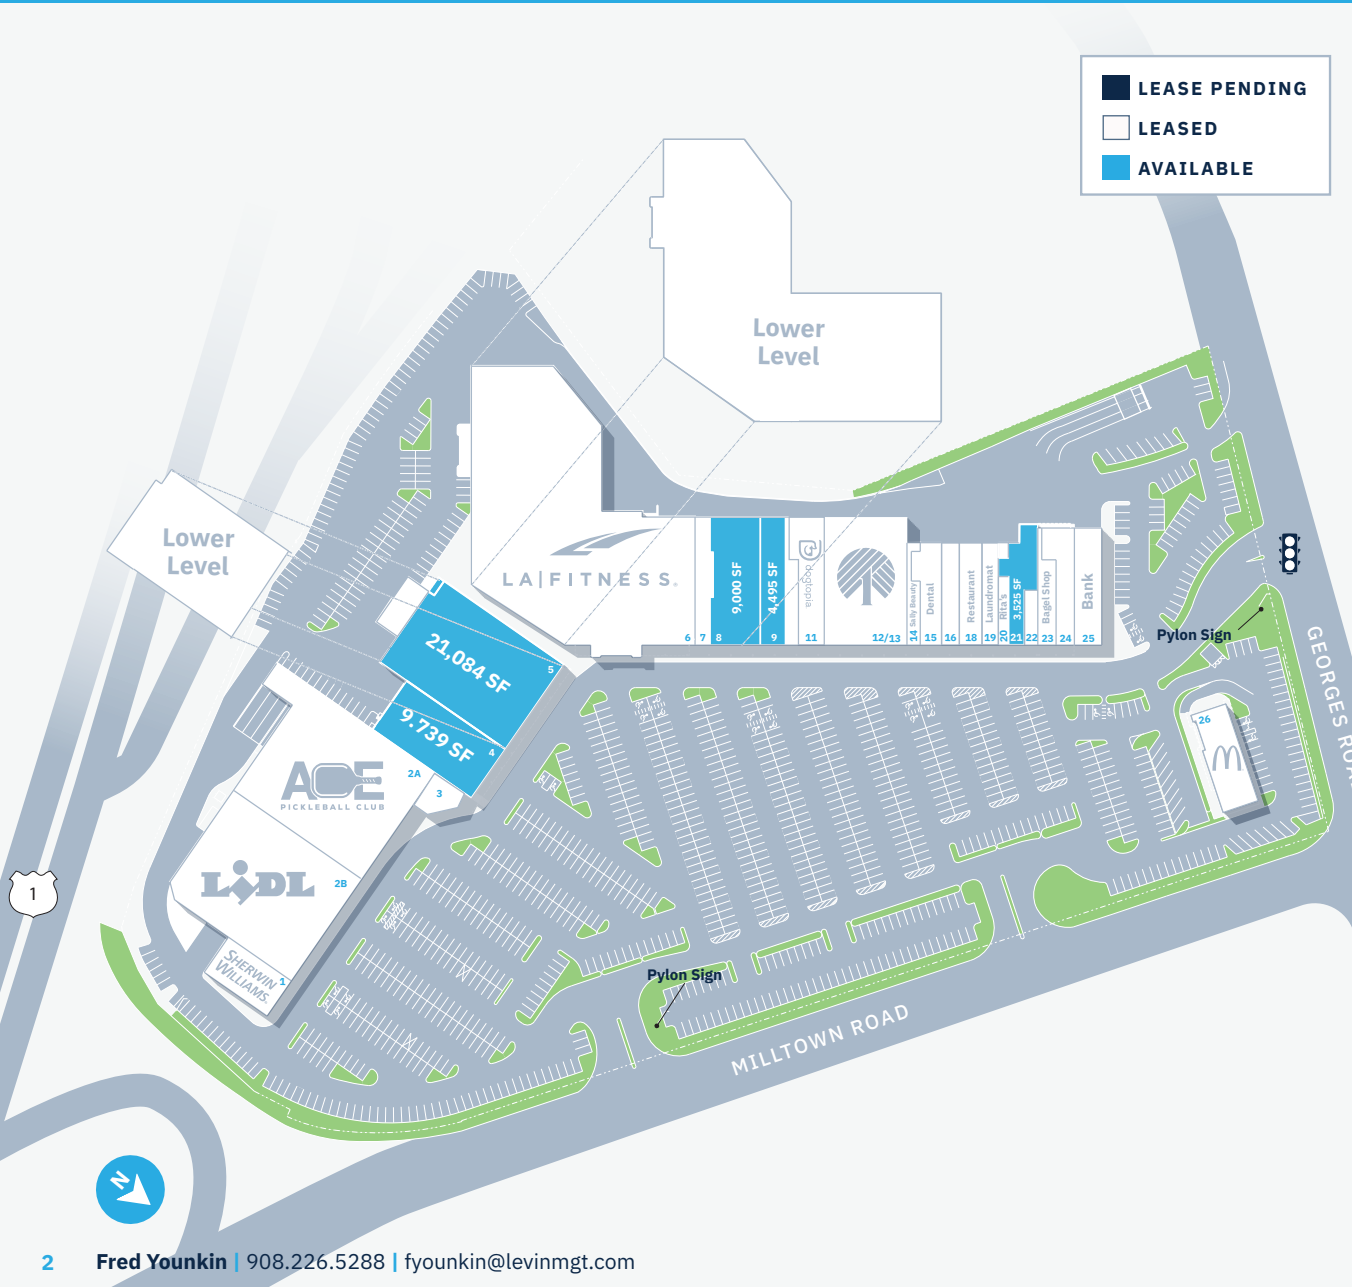 LEASE PENDING
LEASED
AVAILABLE
Lower
Level
Lower
Level
LA|FITNESS.
6
7
9,000 SF
8
4,495 SF
9
dogtopia
11
12/13
Sally Beauty
14
Dental
15
16
Restaurant
18
Laundromat
19
Rita's
20
3,525 SF
21
22
Bagel Shop
23
24
Bank
25
Pylon Sign
GEORGES ROAD
26
21,084 SF
5
9.739 SF
4
2A
3
ACE
PICKLEBALL CLUB
LIDL
2B
SHERWIN
WILLIAMS.
1
1
Pylon Sign
MILLTOWN ROAD
N
2 Fred Younkin | 908.226.5288 | fyounkin@levinmgt.com